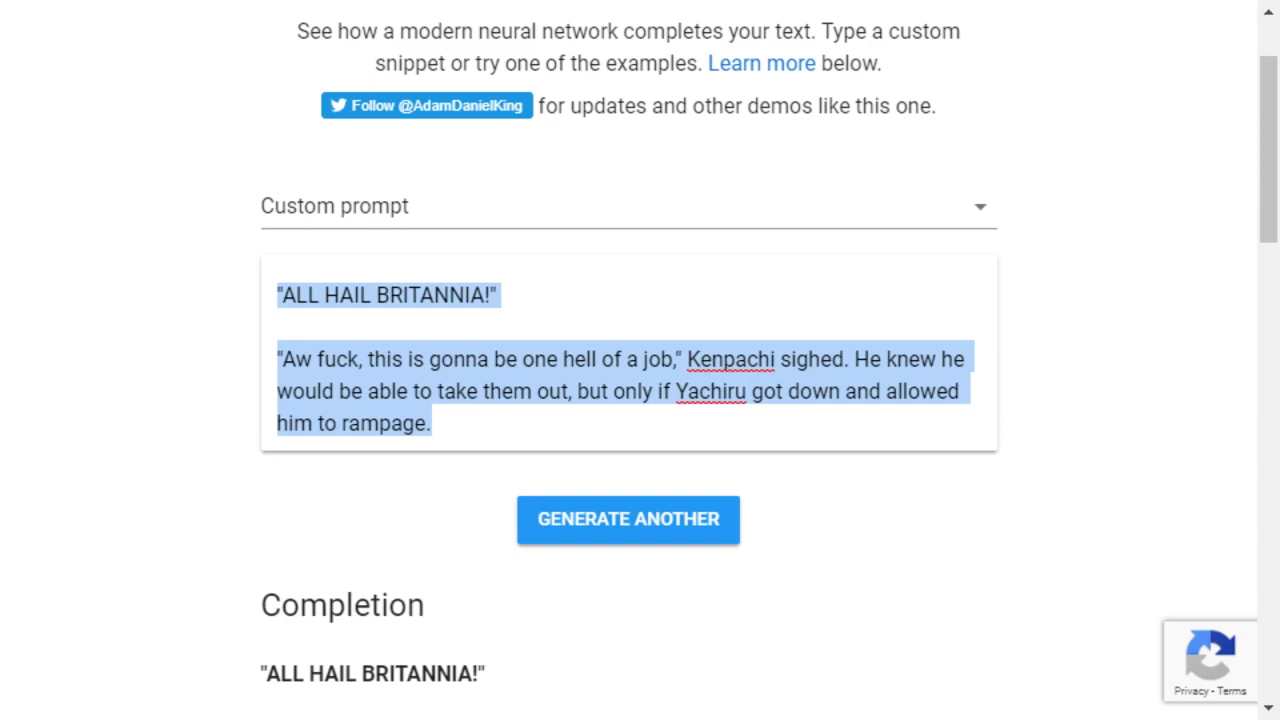 See how a modern neural network completes your text. Type a custom
snippet or try one of the examples. Learn more below.
Follow @AdamDanielKing for updates and other demos like this one.
Custom prompt
"ALL HAIL BRITANNIA!"
"Aw fuck, this is gonna be one hell of a job," Kenpachi sighed. He knew he
would be able to take them out, but only if Yachiru got down and allowed
him to rampage.
GENERATE ANOTHER
Completion
"ALL HAIL BRITANNIA!"
Privacy - Terms